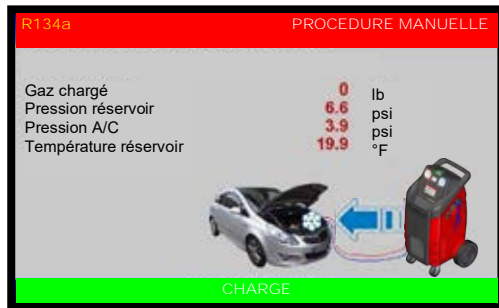 R134a PROCEDURE MANUELLE
Gaz chargé 0 lb
Pression réservoir 6.6 psi
Pression A/C 3.9 psi
Température réservoir 19.9 °F
CHARGE